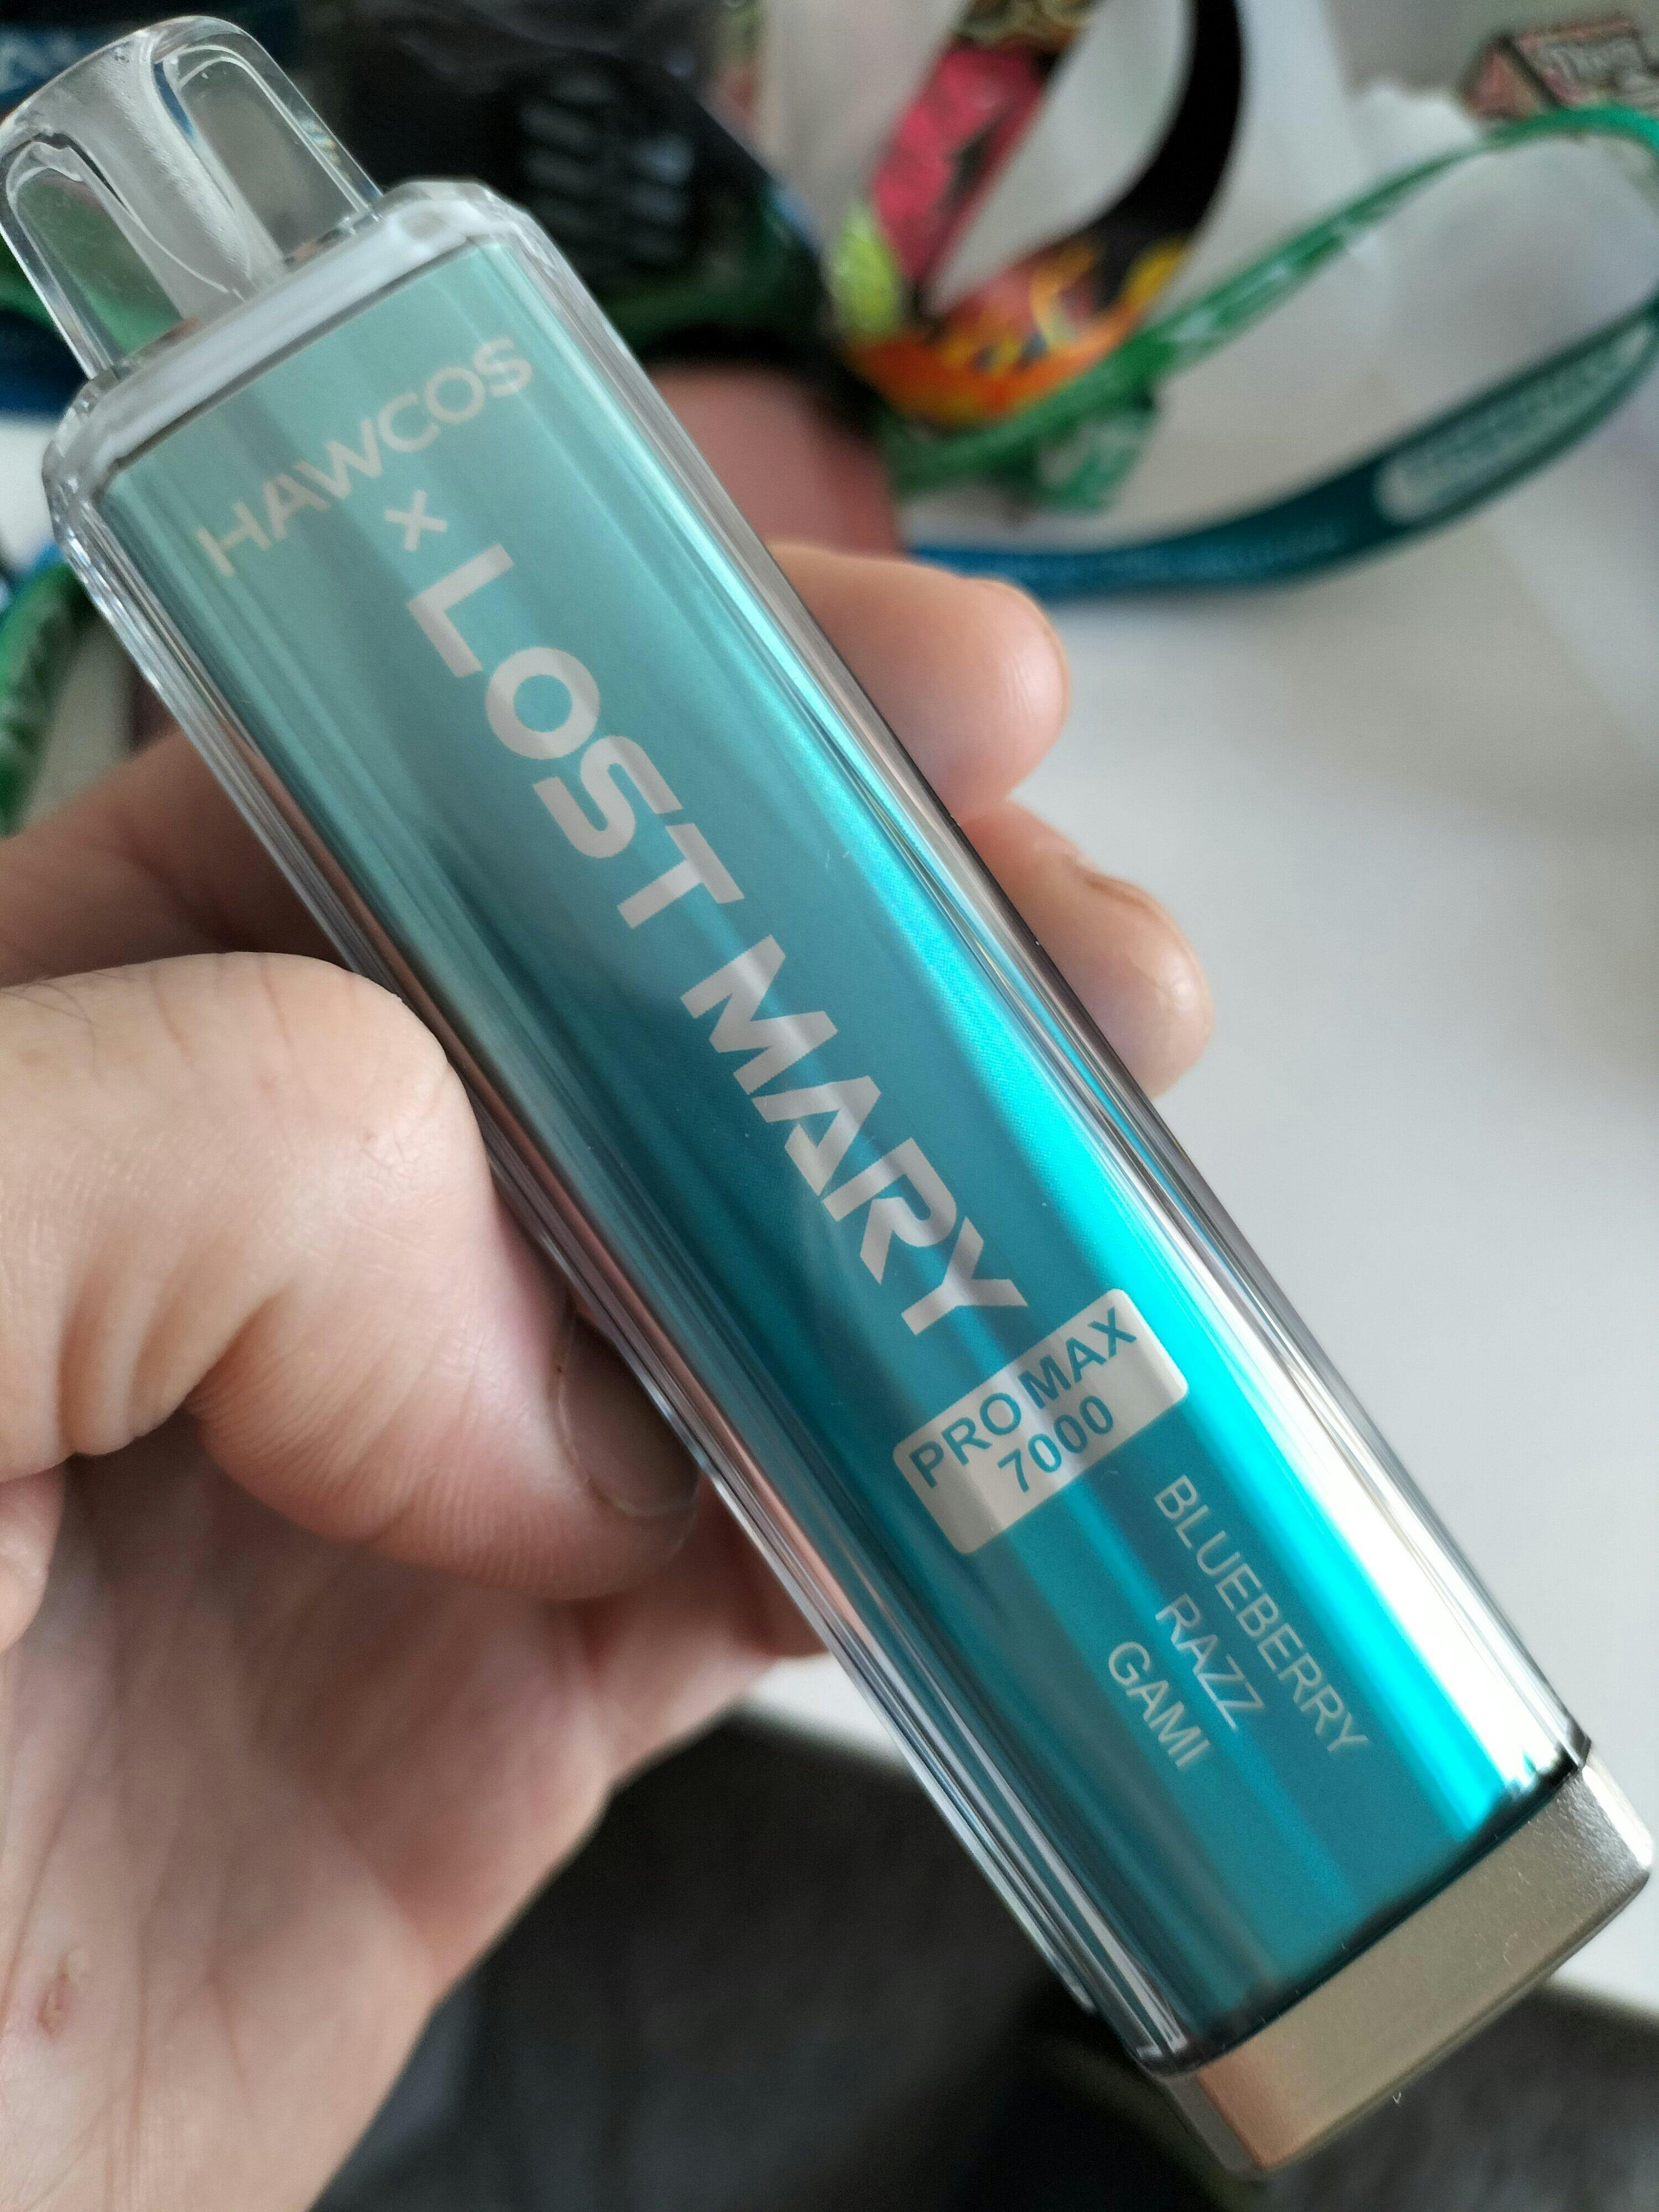 HAWCOS
x
LOST MARY
PRO MAX
7000
BLUEBERRY
RAZZ
GAMI